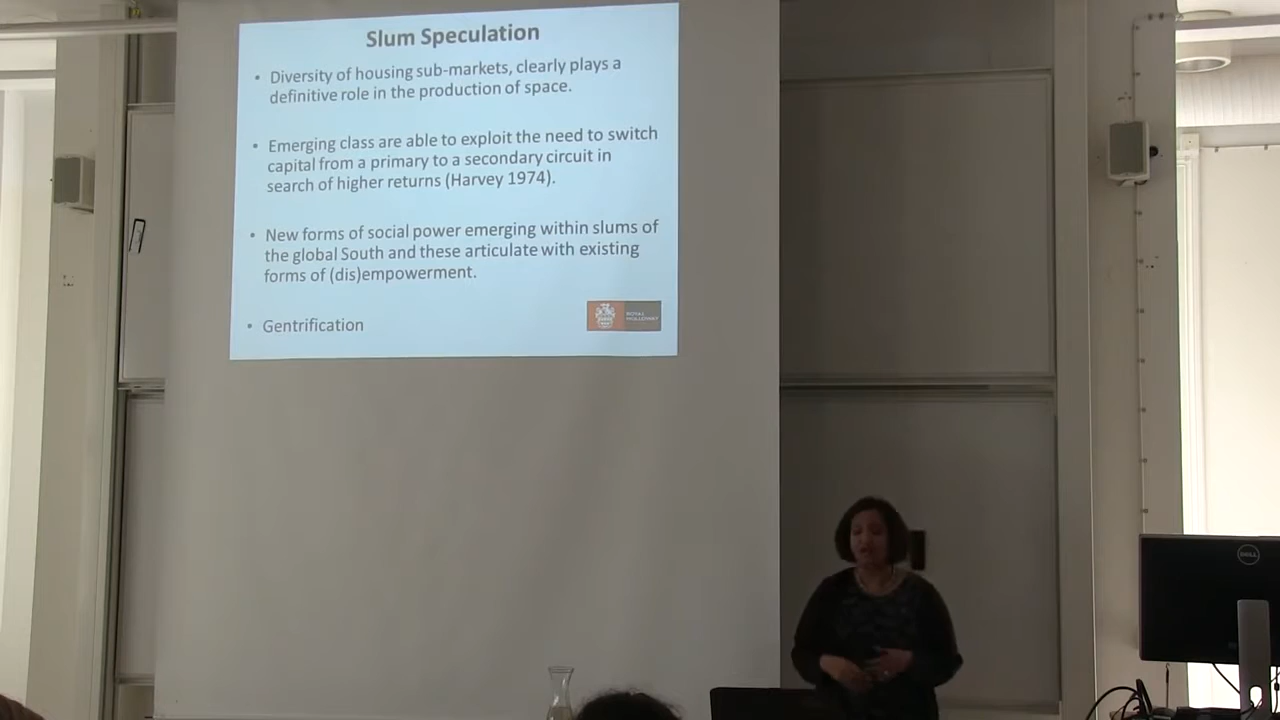 Slum Speculation
• Diversity of housing sub-markets, clearly plays a
definitive role in the production of space.
• Emerging class are able to exploit the need to switch
capital from a primary to a secondary circuit in
search of higher returns (Harvey 1974).
• New forms of social power emerging within slums of
the global South and these articulate with existing
forms of (dis)empowerment.
• Gentrification
ROYAL
HOLLOWAY
DELL